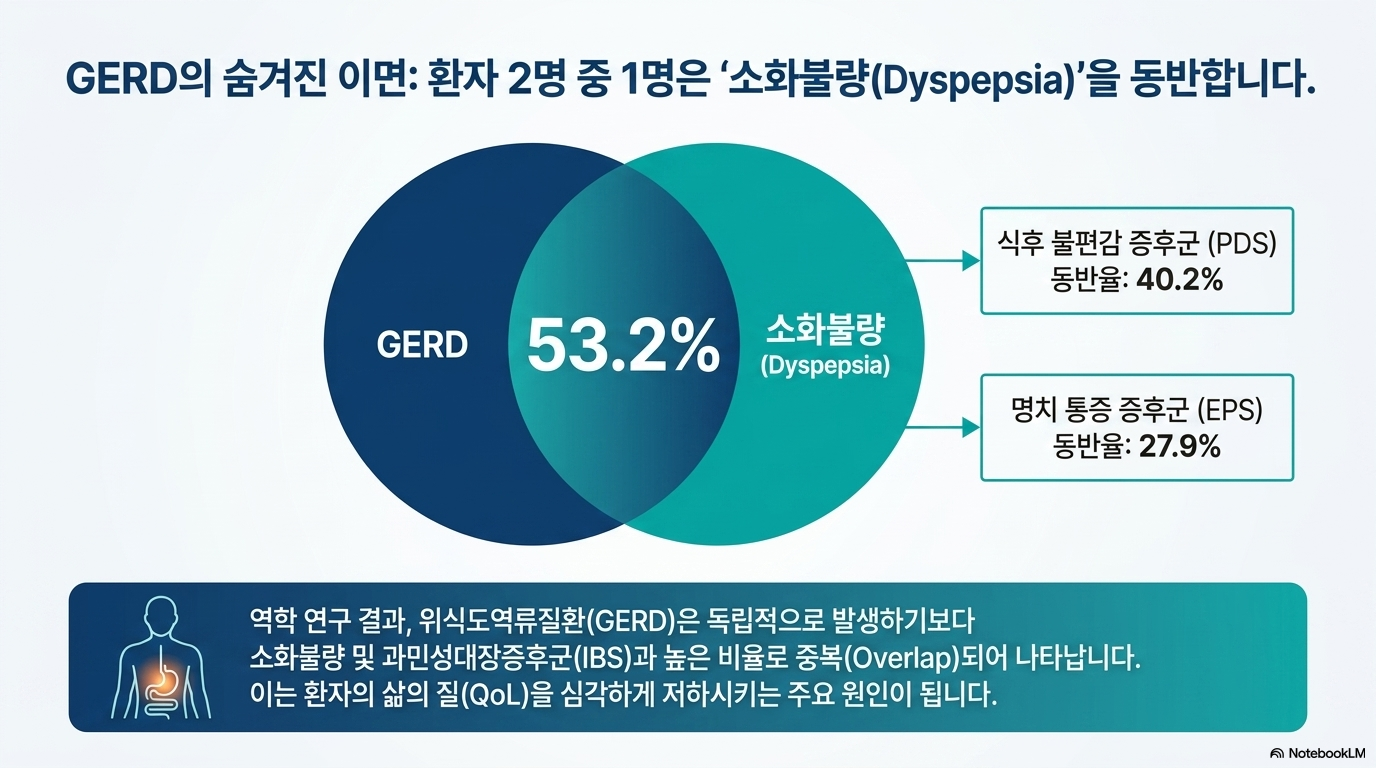 GERD의 숨겨진 이면: 환자 2명 중 1명은 ‘소화불량(Dyspepsia)’을 동반합니다.
GERD
53.2%
소화불량
(Dyspepsia)
식후 불편감 증후군 (PDS)
동반율: 40.2%
명치 통증 증후군 (EPS)
동반율: 27.9%
역학 연구 결과, 위식도역류질환(GERD)은 독립적으로 발생하기보다
소화불량 및 과민성대장증후군(IBS)과 높은 비율로 중복(Overlap)되어 나타납니다.
이는 환자의 삶의 질(QoL)을 심각하게 저하시키는 주요 원인이 됩니다.
NotebookLM